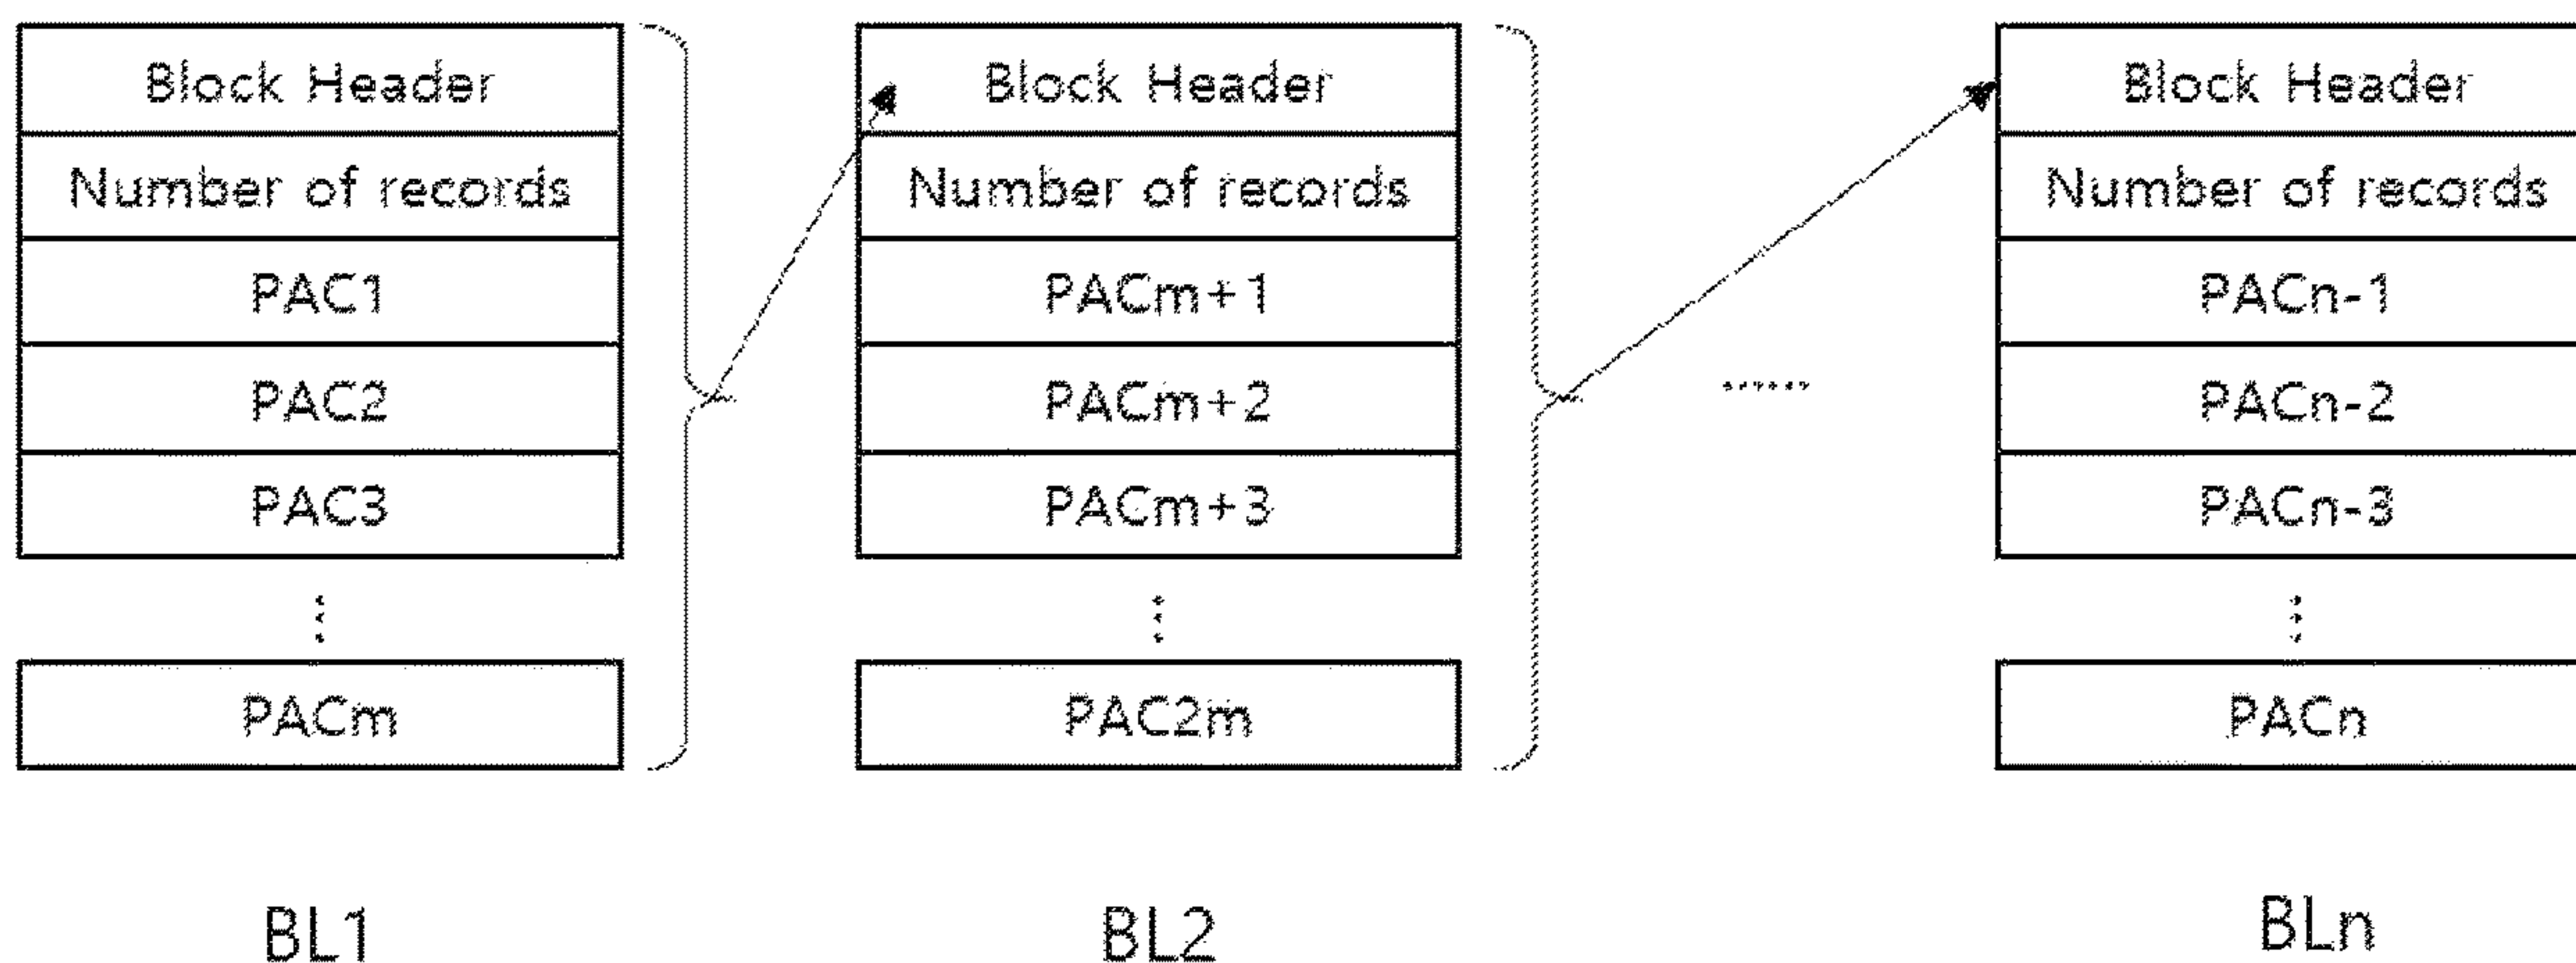 Block Header
Number of records
PAC1
PAC2
PAC3
⋮
PACm
BL1
Block Header
Number of records
PACm+1
PACm+2
PACm+3
⋮
PAC2m
BL2
......
Block Header
Number of records
PACn-1
PACn-2
PACn-3
⋮
PACn
BLn